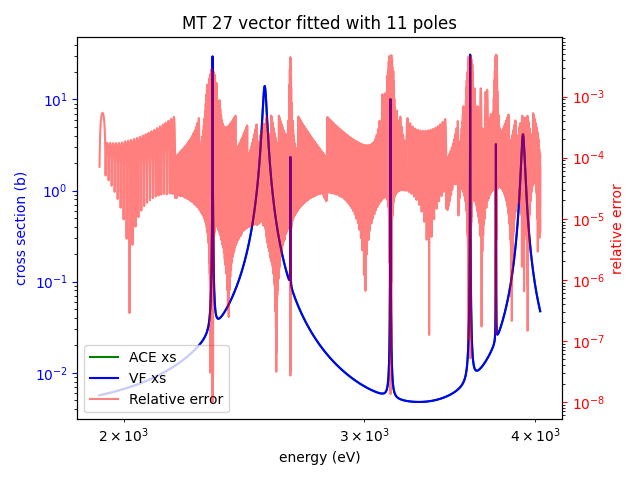 MT 27 vector fitted with 11 poles
cross section (b)
10¹
10⁰
10⁻¹
10⁻²
10⁻³
10⁻⁴
10⁻⁵
10⁻⁶
10⁻⁷
10⁻⁸
relative error
ACE xs
VF xs
Relative error
2 × 10³
3 × 10³
4 × 10³
energy (eV)